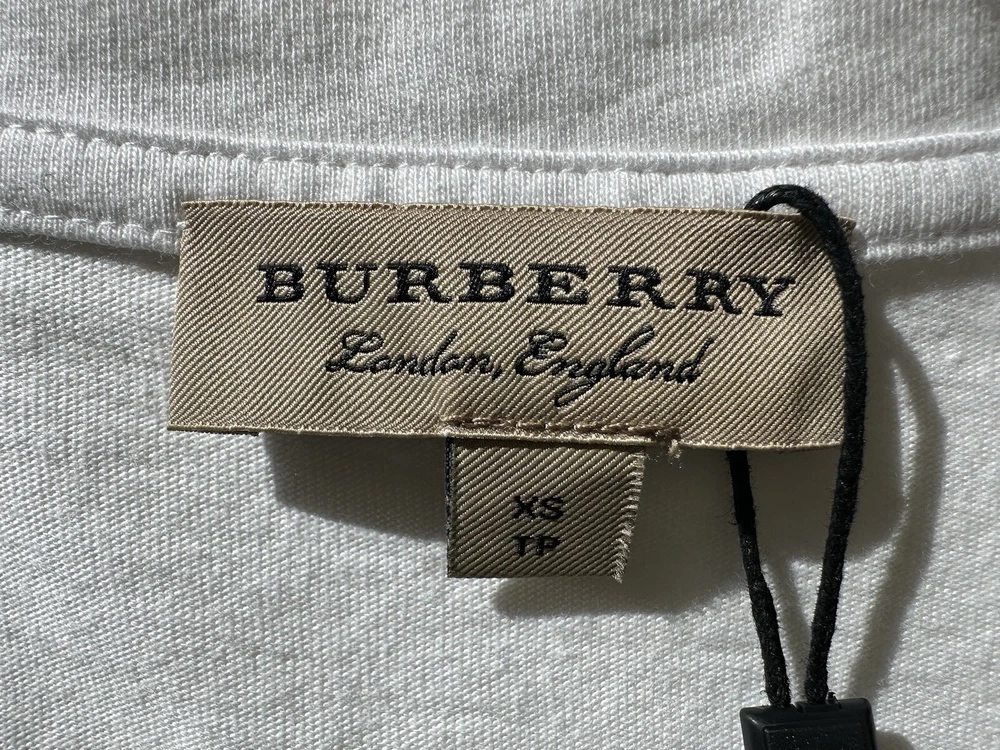 BURBERRY
London, England
XS
TP